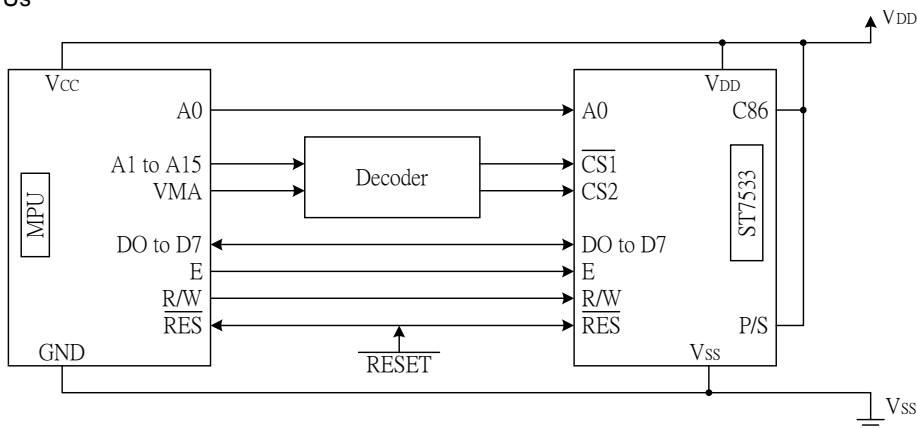 Us
VDD
VCC
VDD
A0
A0
C86
A1 to A15
VMA
Decoder
CS1
CS2
MPU
ST7533
DO to D7
DO to D7
E
E
R/W
R/W
RES
RES
P/S
RESET
GND
VSS
VSS